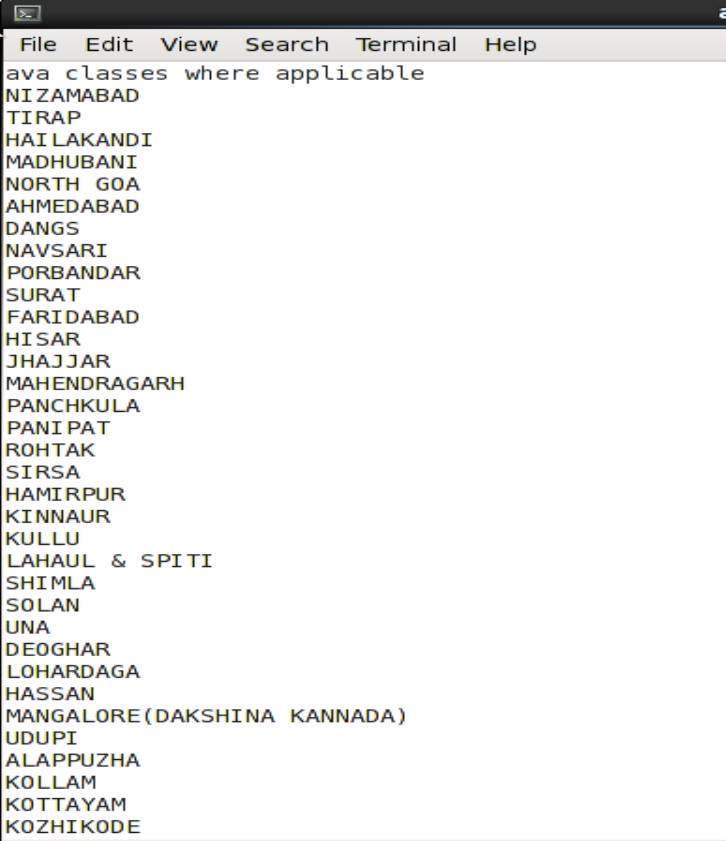 File Edit View Search Terminal Help
ava classes where applicable
NIZAMABAD
TIRAP
HAILAKANDI
MADHUBANI
NORTH GOA
AHMEDABAD
DANGS
NAVSARI
PORBANDAR
SURAT
FARIDABAD
HISAR
JHAJJAR
MAHENDRAGARH
PANCHKULA
PANIPAT
ROHTAK
SIRSA
HAMIRPUR
KINNAUR
KULLU
LAHAUL & SPITI
SHIMLA
SOLAN
UNA
DEOGHAR
LOHARDAGA
HASSAN
MANGALORE(DAKSHINA KANNADA)
UDUPI
ALAPPUZHA
KOLLAM
KOTTAYAM
KOZHIKODE